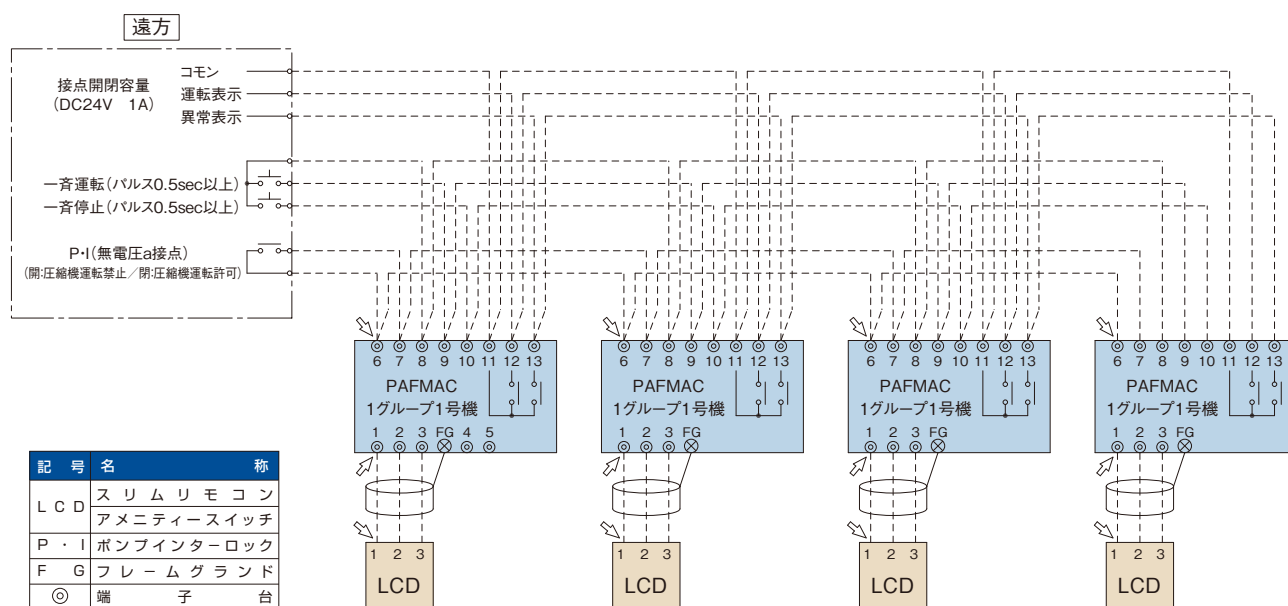 遠方
接点開閉容量
(DC24V 1A)
コモン
運転表示
異常表示
一斉運転(パルス0.5sec以上)
一斉停止(パルス0.5sec以上)
P・I(無電圧a接点)
(開:圧縮機運転禁止/閉:圧縮機運転許可)
6 7 8 9 10 11 12 13
PAFMAC
1グループ1号機
1 2 3 FG 4 5
6 7 8 9 10 11 12 13
PAFMAC
1グループ1号機
1 2 3 FG
6 7 8 9 10 11 12 13
PAFMAC
1グループ1号機
1 2 3 FG
6 7 8 9 10 11 12 13
PAFMAC
1グループ1号機
1 2 3 FG
1 2 3
LCD
1 2 3
LCD
1 2 3
LCD
1 2 3
LCD
記号 名称
LCD スリムリモコン
アメニティースイッチ
P・I ポンプインターロック
FG フレームグランド
◎ 端子台